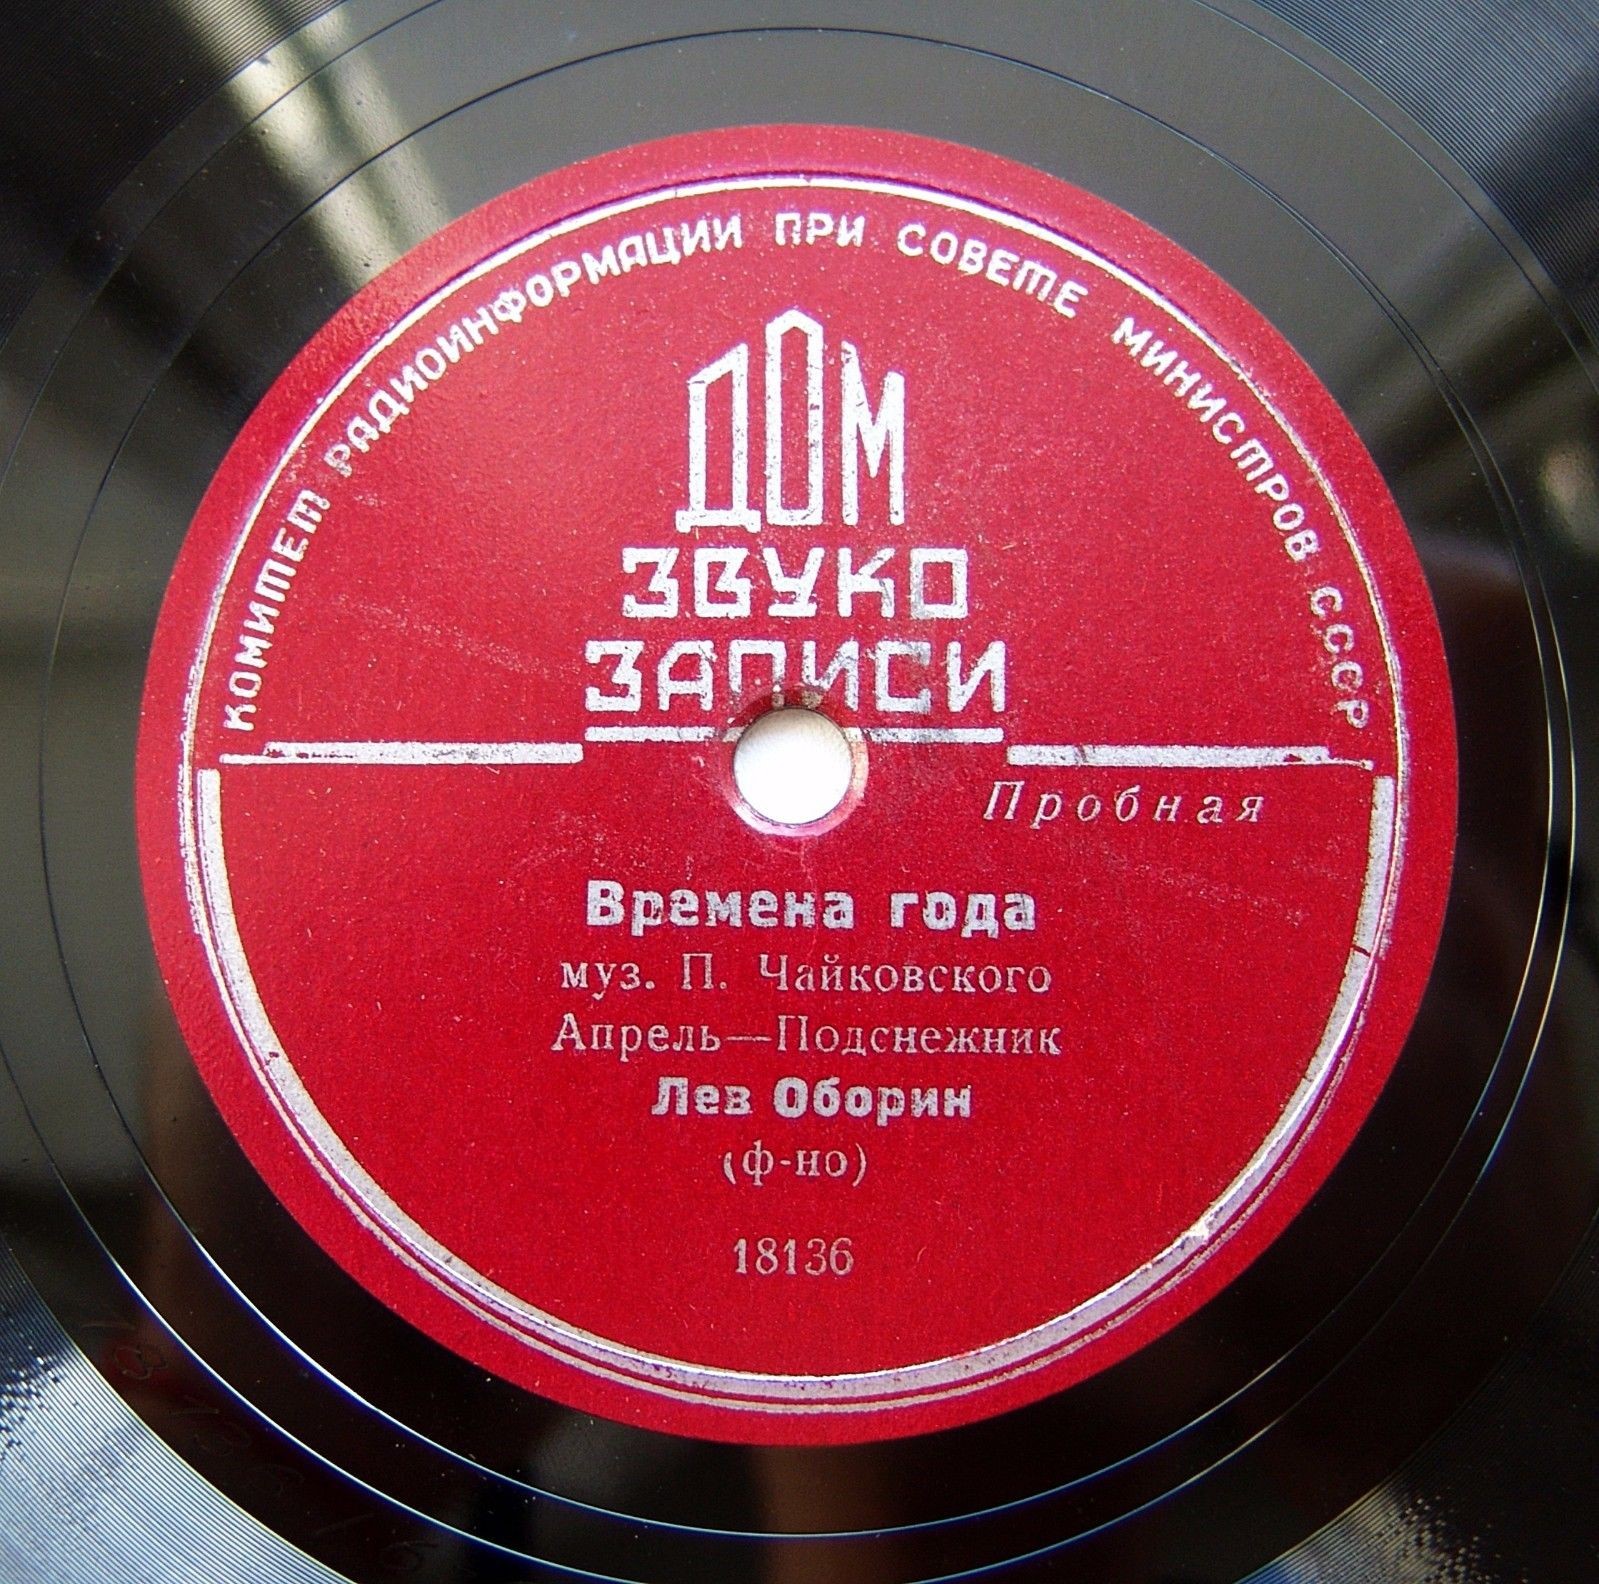 КОМИТЕТ РАДИОИНФОРМАЦИИ ПРИ СОВЕТЕ МИНИСТРОВ СССР
ДОМ
ЗВУКО
ЗАПИСИ
Пробная
Времена года
муз. П. Чайковского
Апрель—Подснежник
Лев Оборин
(ф-но)
18136